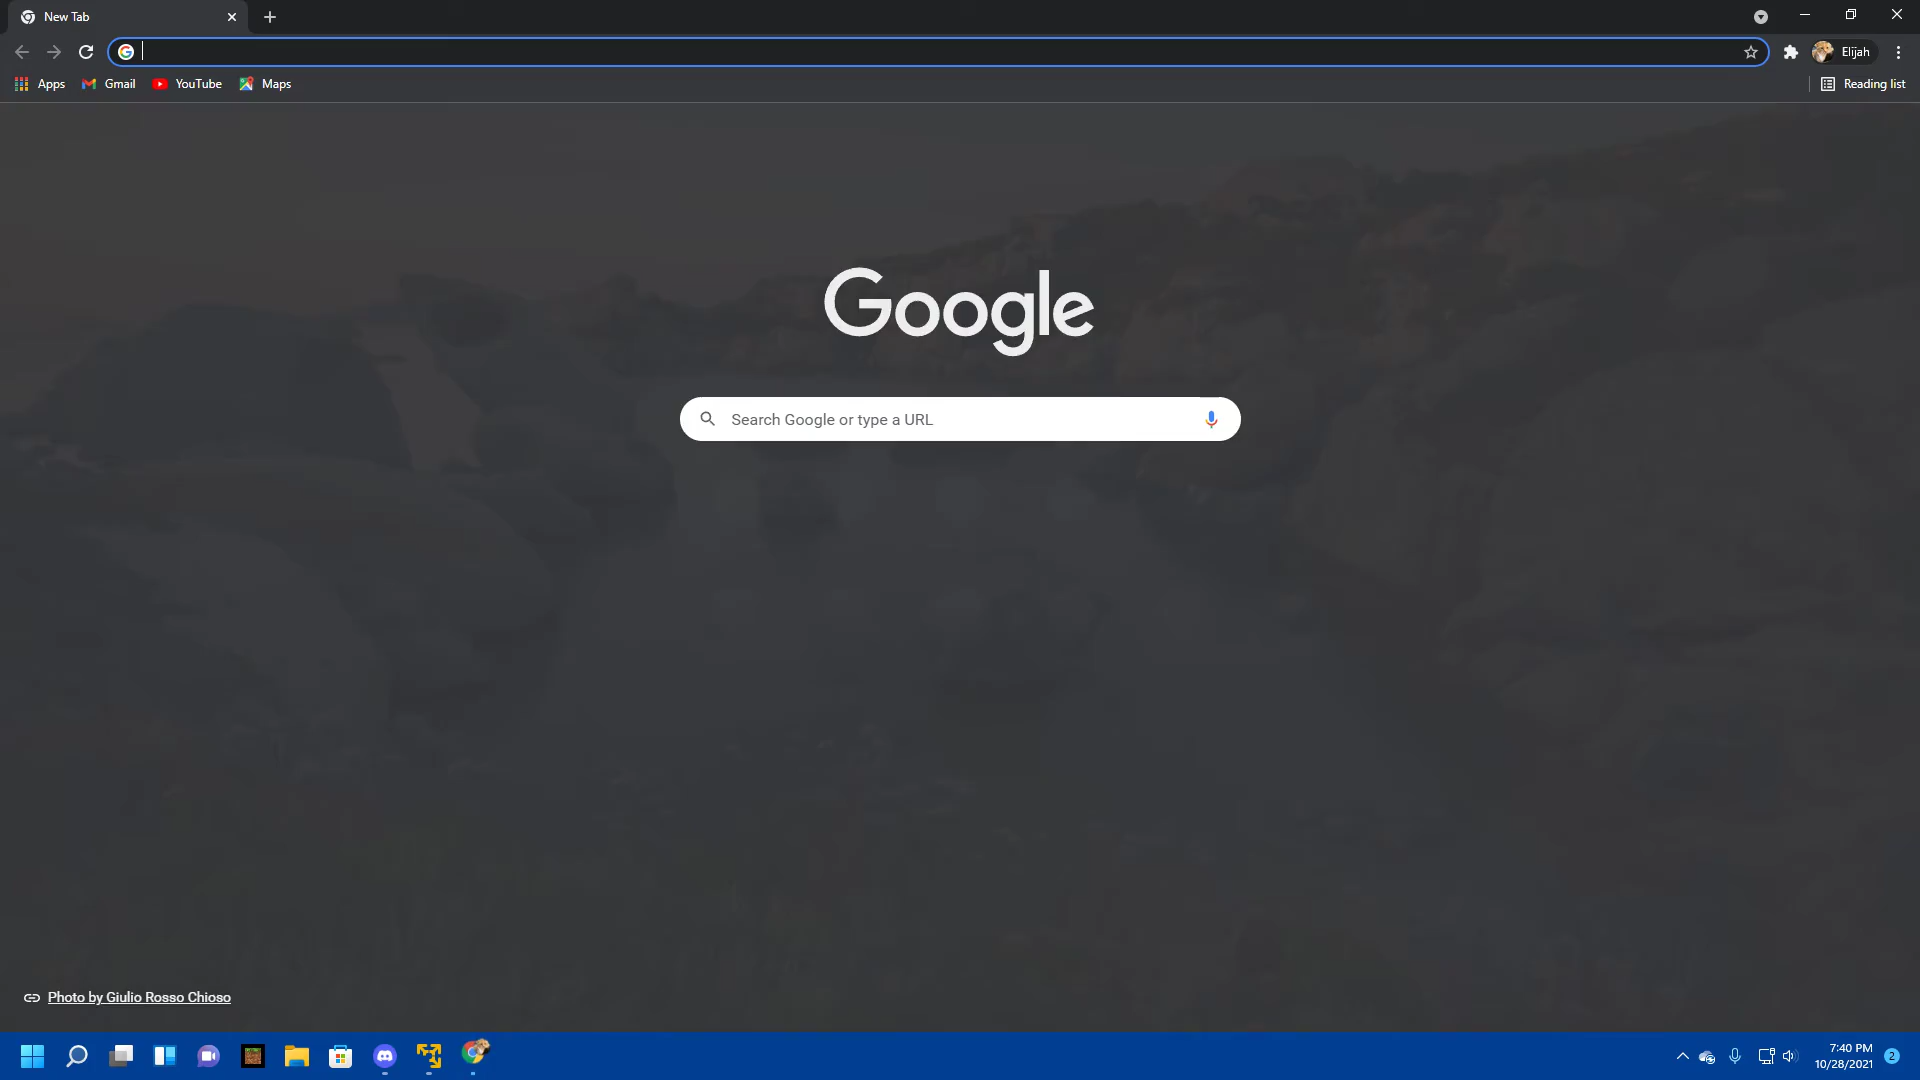 New Tab
Elijah
Apps
Gmail
YouTube
Maps
Reading list
Google
Search Google or type a URL
Photo by Giulio Rosso Chioso
7:40 PM
10/28/2021
2